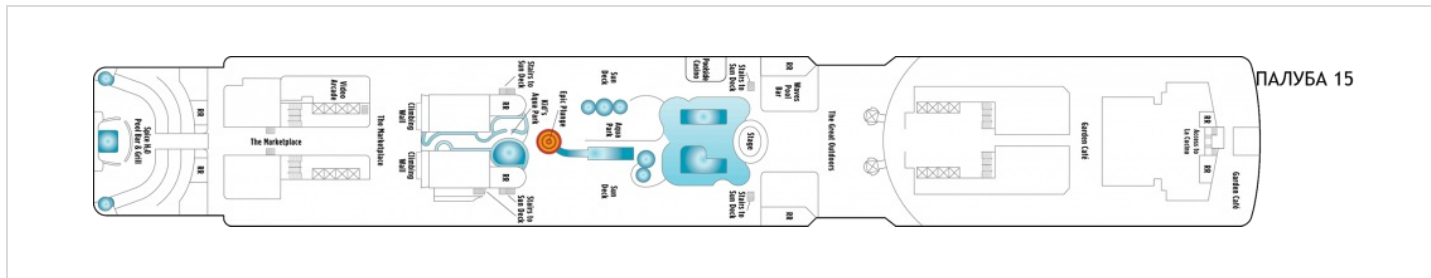 ПАЛУБА 15
Spice H₂O
Pool Bar & Grill
RR
RR
Video
Arcade
The Marketplace
The Marketplace
Climbing
Wall
Climbing
Wall
Stairs to
Sun Deck
RR
Kid's
Aqua Park
RR
Stairs to
Sun Deck
Epic Plunge
Sun
Deck
Aqua
Park
Sun
Deck
Poolside
Casino
Stairs to
Sun Deck
Stage
Stairs to
Sun Deck
RR
Waves
Pool
Bar
RR
The Great Outdoors
Garden Café
RR
Access to
La Cucina
RR
Garden Café